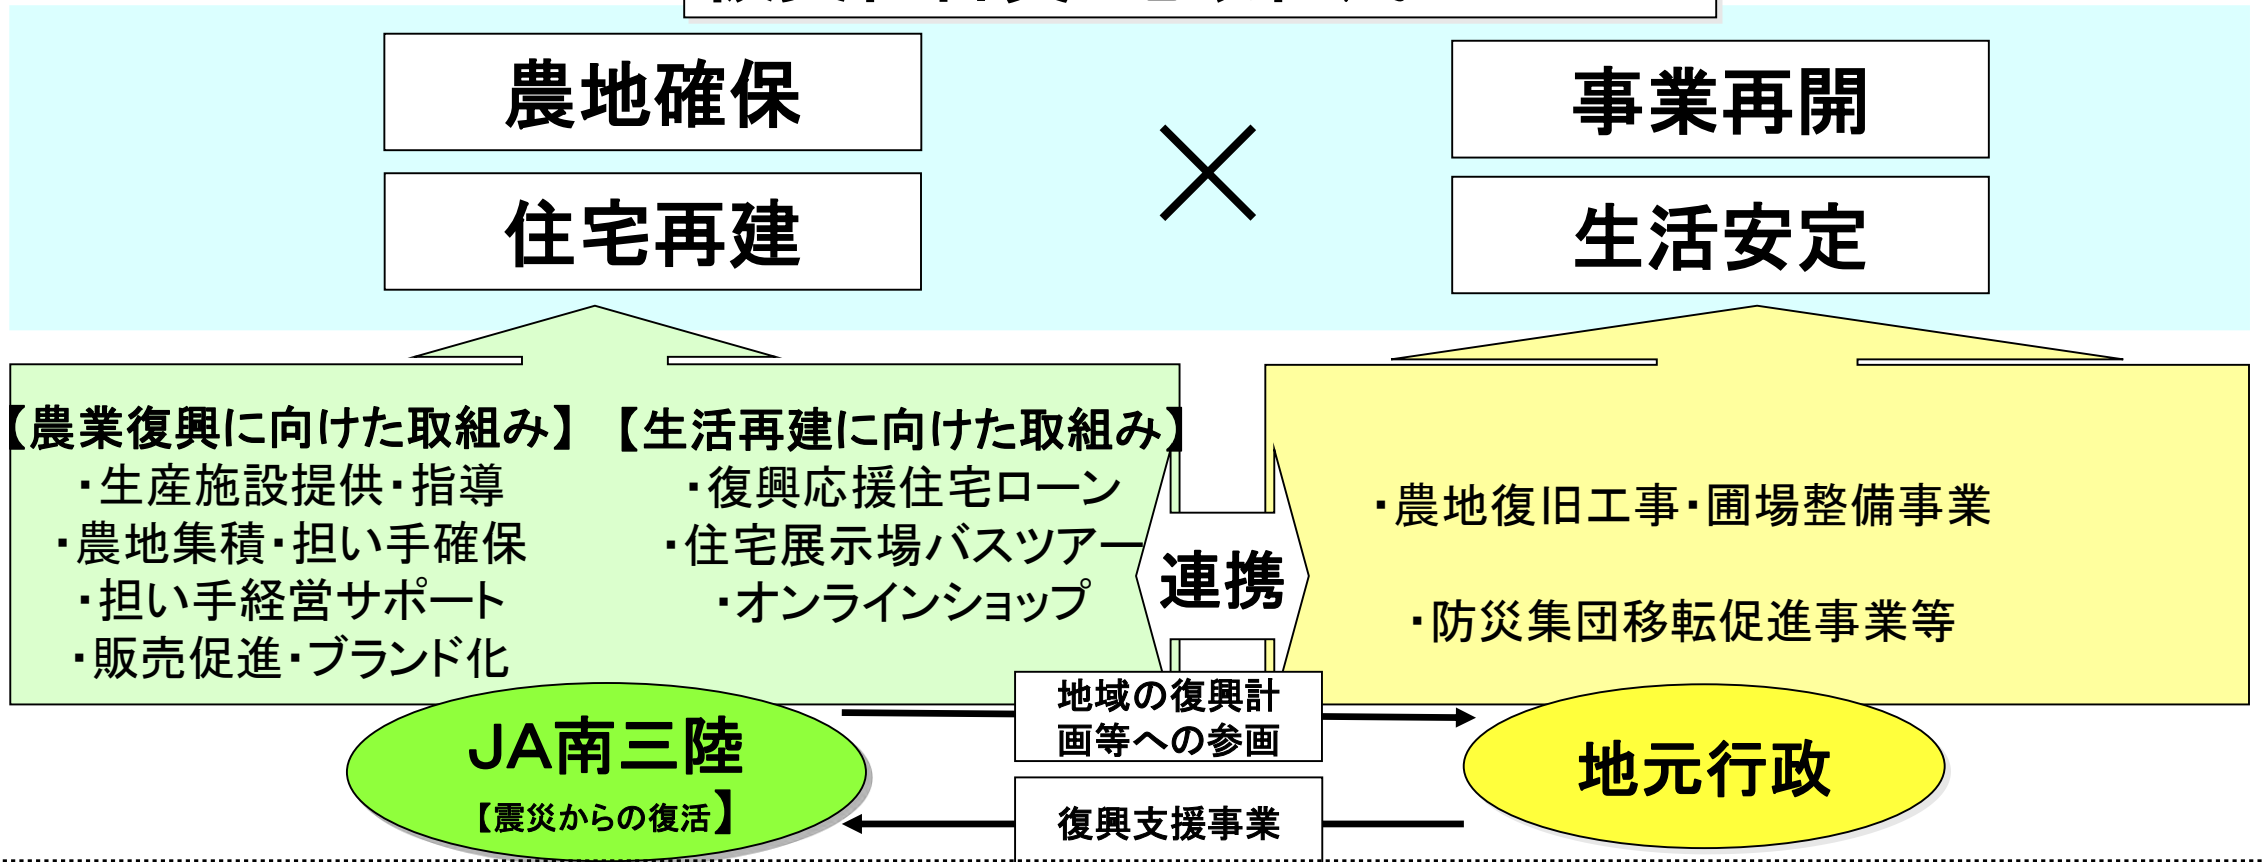 農地確保
住宅再建
×
事業再開
生活安定
【農業復興に向けた取組み】
・生産施設提供・指導
・農地集積・担い手確保
・担い手経営サポート
・販売促進・ブランド化
【生活再建に向けた取組み】
・復興応援住宅ローン
・住宅展示場バスツアー
・オンラインショップ
連携
・農地復旧工事・圃場整備事業
・防災集団移転促進事業等
地域の復興計
画等への参画
JA南三陸
【震災からの復活】
地元行政
復興支援事業